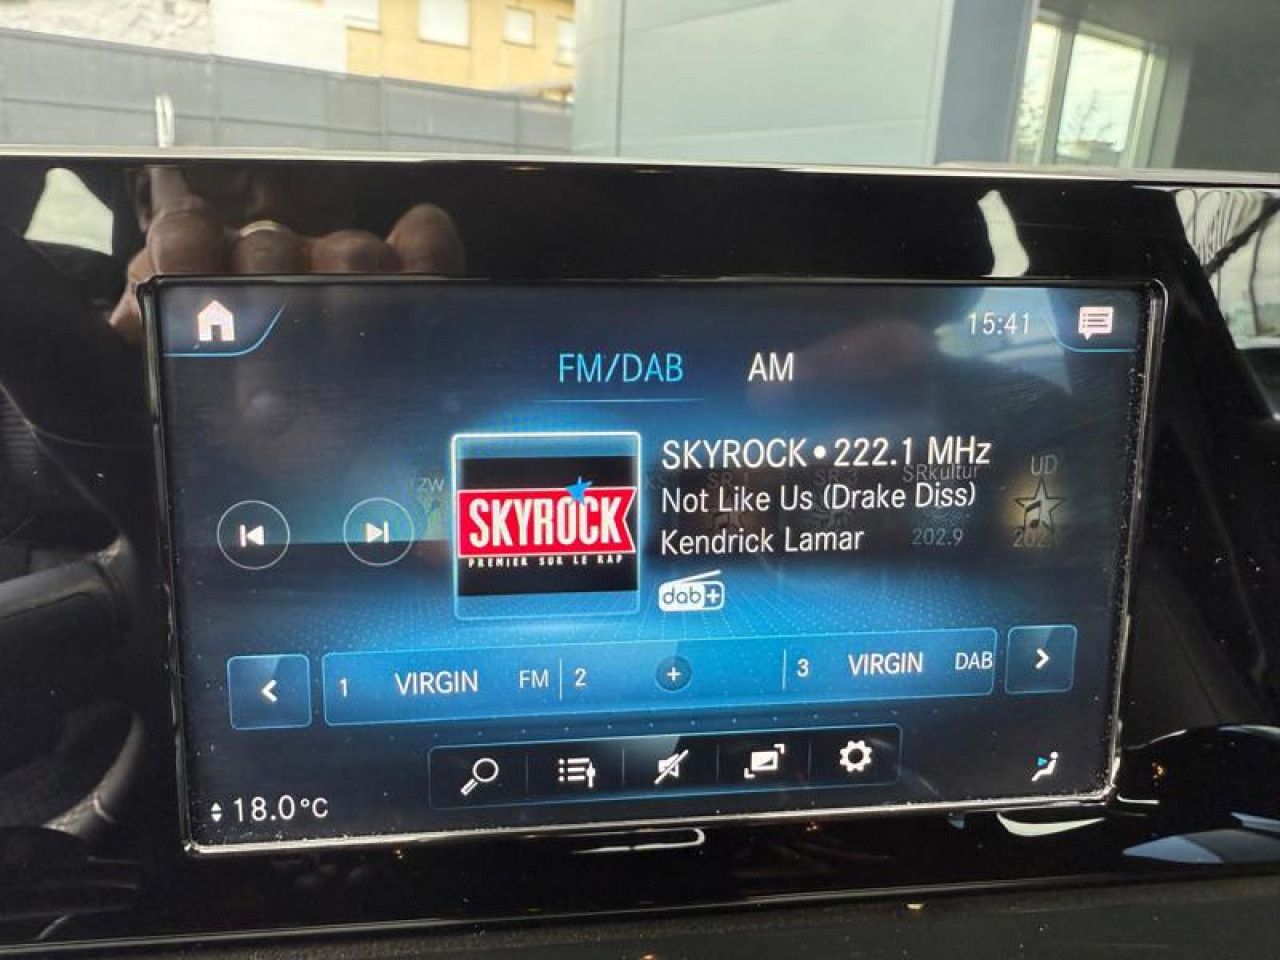 15:41
FM/DAB AM
SKYROCK • 222.1 MHz
Not Like Us (Drake Diss)
Kendrick Lamar
SKYROCK
PREMIER SUR LE RAP
SRkultur
202.9
UD
dab+
1 VIRGIN FM 2 + 3 VIRGIN DAB
18.0°C